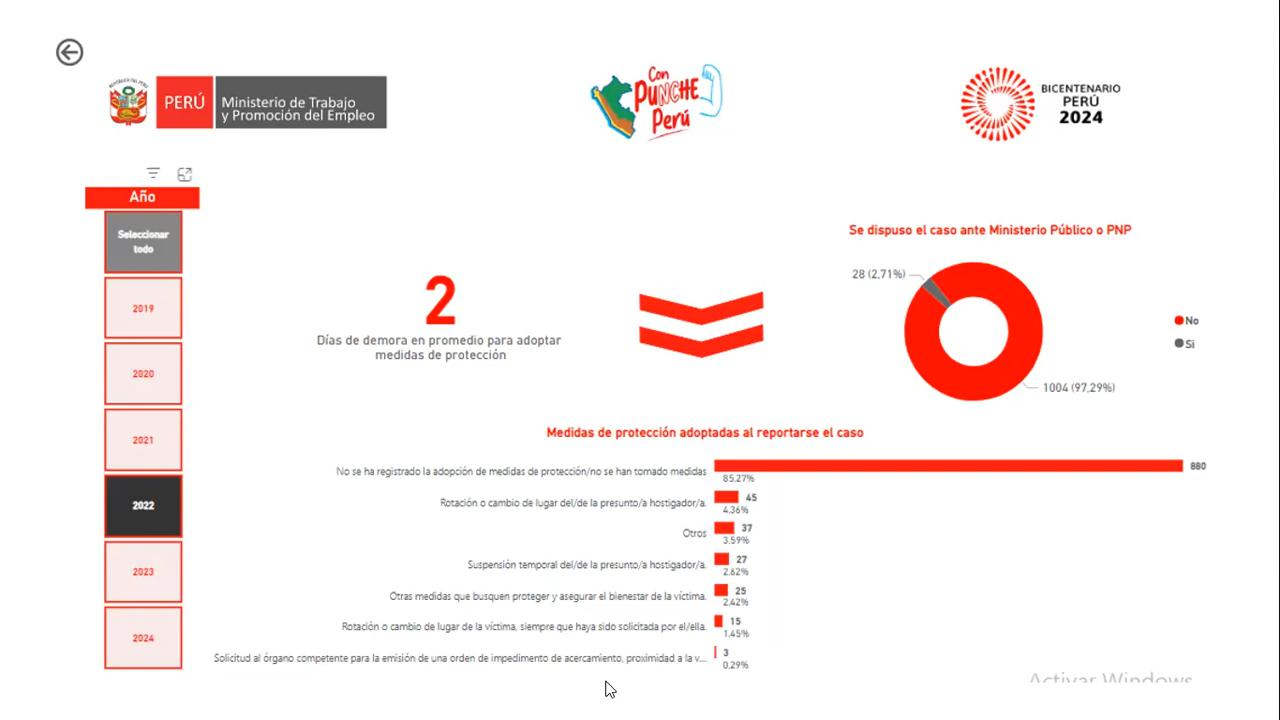 REPÚBLICA DEL PERÚ
PERÚ
Ministerio de Trabajo
y Promoción del Empleo
Con
PUNCHE
Perú
BICENTENARIO
PERÚ
2024
Año
Seleccionar
todo
2019
2020
2021
2022
2023
2024
2
Días de demora en promedio para adoptar
medidas de protección
Se dispuso el caso ante Ministerio Público o PNP
28 (2,71%)
No
Si
1004 (97,29%)
Medidas de protección adoptadas al reportarse el caso
No se ha registrado la adopción de medidas de protección/no se han tomado medidas
880
85,27%
Rotación o cambio de lugar del/de la presunto/a hostigador/a.
45
4,36%
Otros
37
3,59%
Suspensión temporal del/de la presunto/a hostigador/a.
27
2,62%
Otras medidas que busquen proteger y asegurar el bienestar de la víctima.
25
2,42%
Rotación o cambio de lugar de la víctima, siempre que haya sido solicitada por el/ella.
15
1,45%
Solicitud al órgano competente para la emisión de una orden de impedimento de acercamiento, proximidad a la v...
3
0,29%
Activar Windows